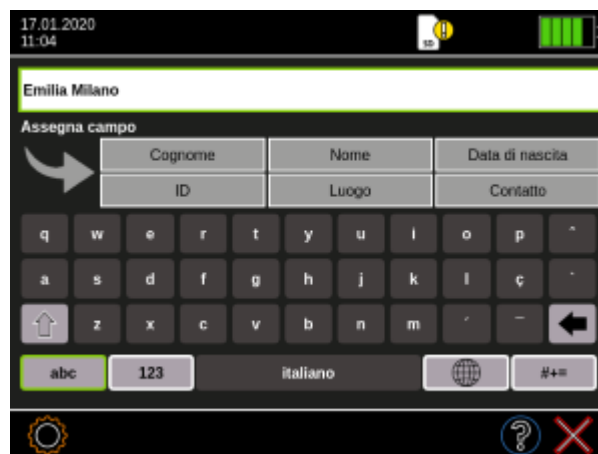 17.01.2020
11:04
SD
Emilia Milano
Assegna campo
Cognome Nome Data di nascita
ID Luogo Contatto
q w e r t y u i o p ^
a s d f g h j k l ç `
z x c v b n m ´ ¯
abc 123 italiano #+=